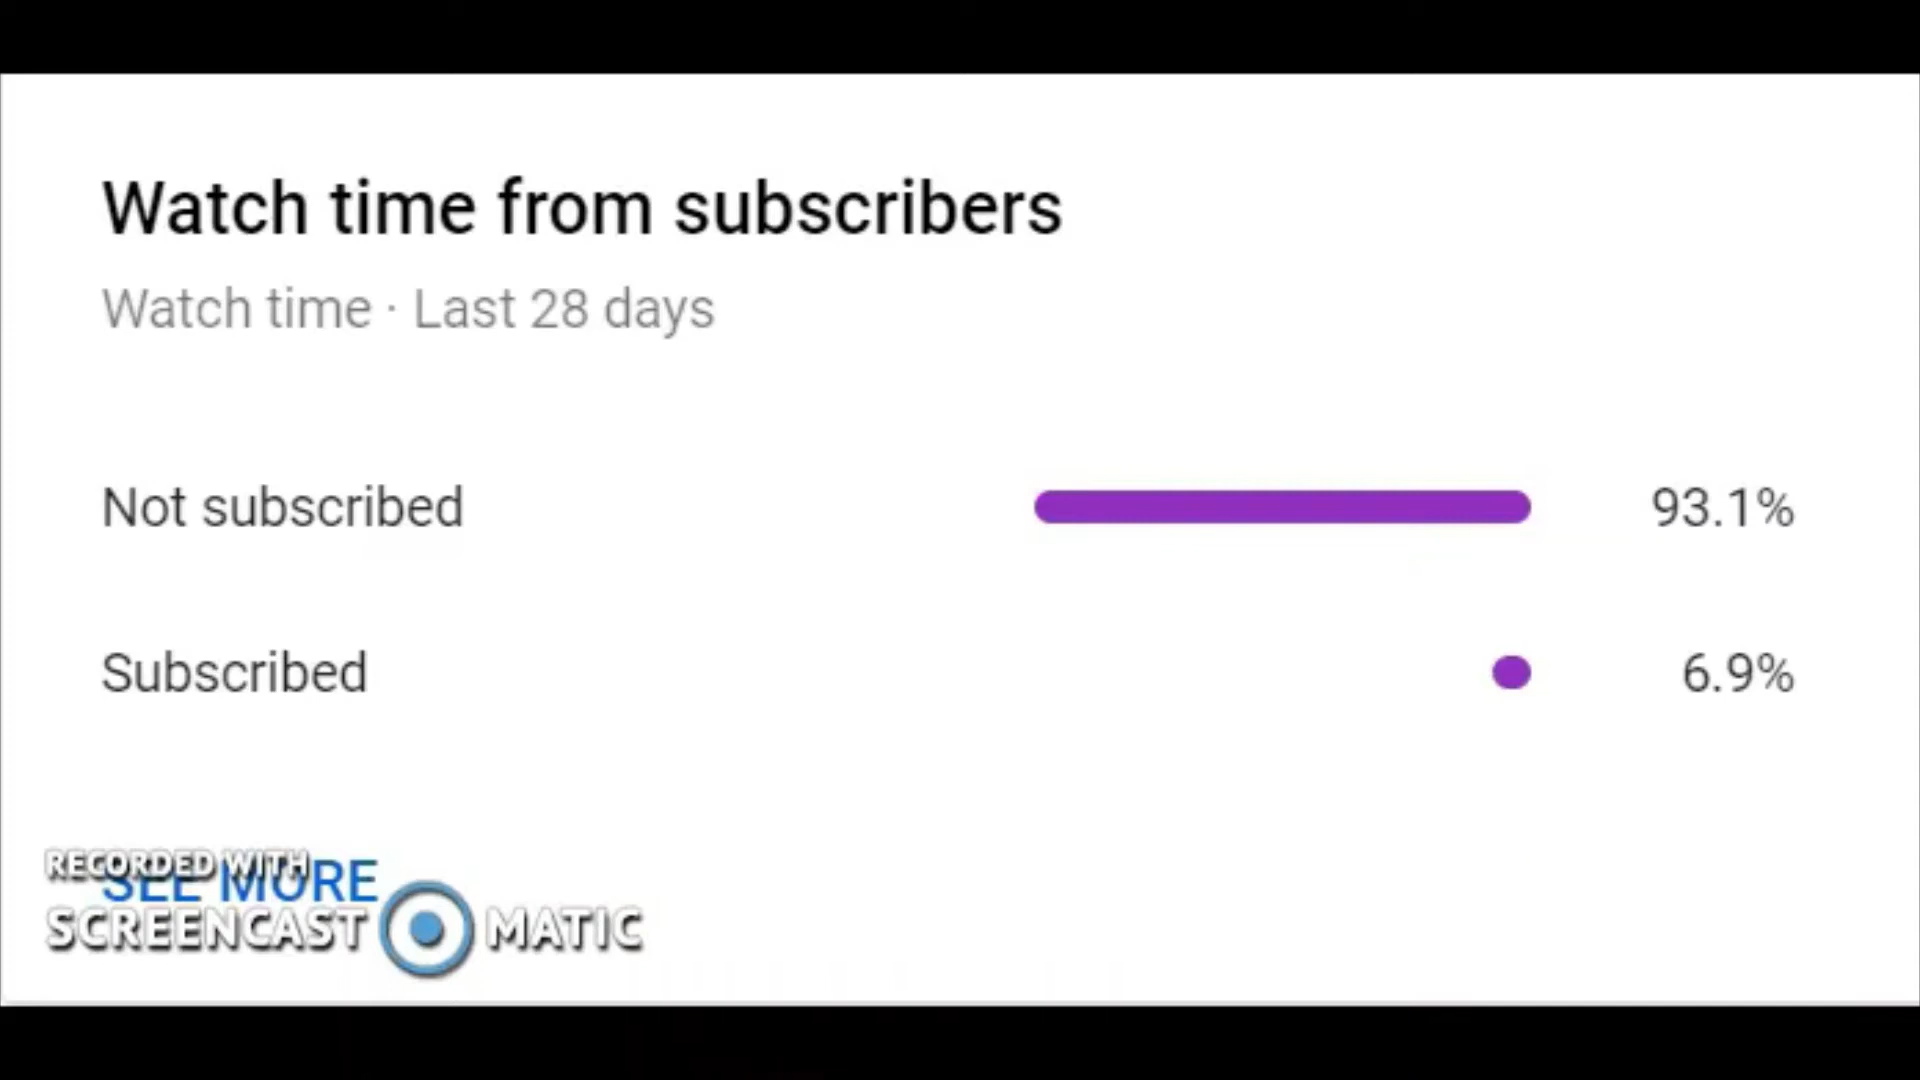 Watch time from subscribers
Watch time · Last 28 days
Not subscribed 93.1%
Subscribed 6.9%
SEE MORE
RECORDED WITH
SCREENCAST MATIC